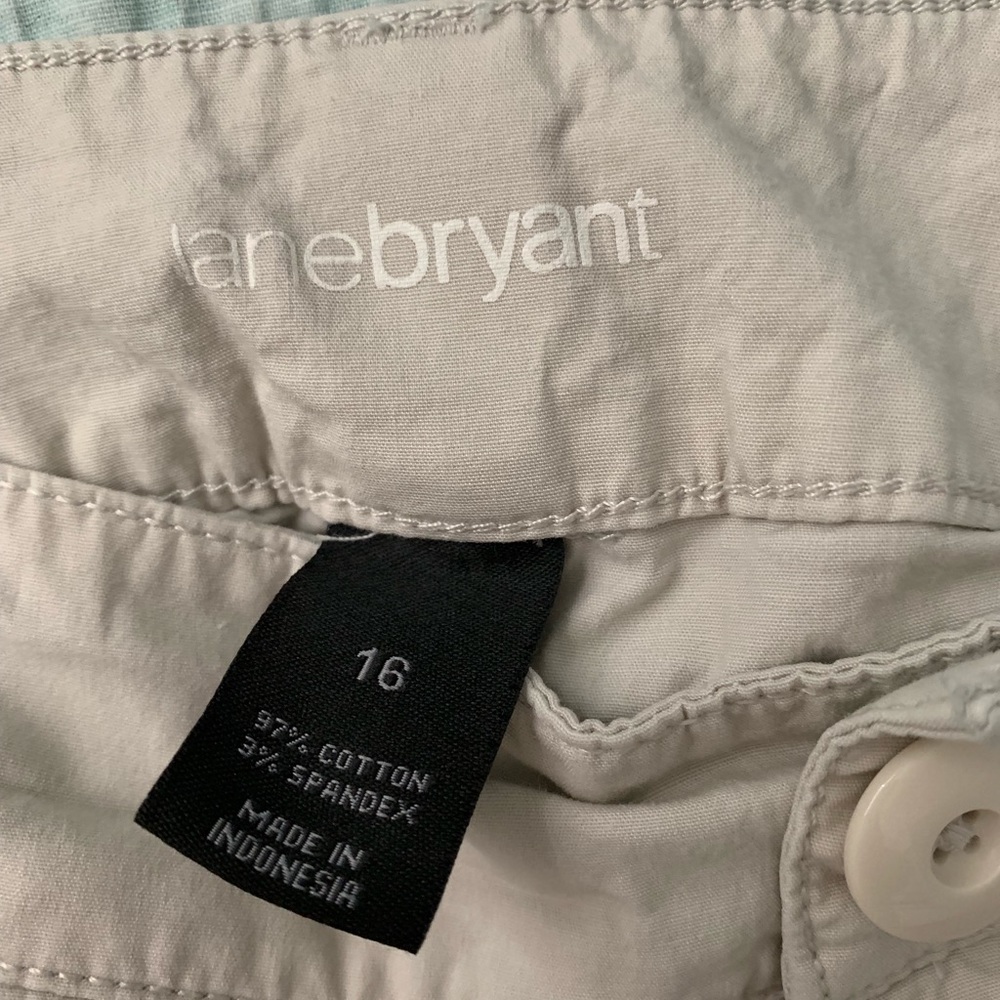 lanebryant
16
97% COTTON
3% SPANDEX
MADE IN
INDONESIA